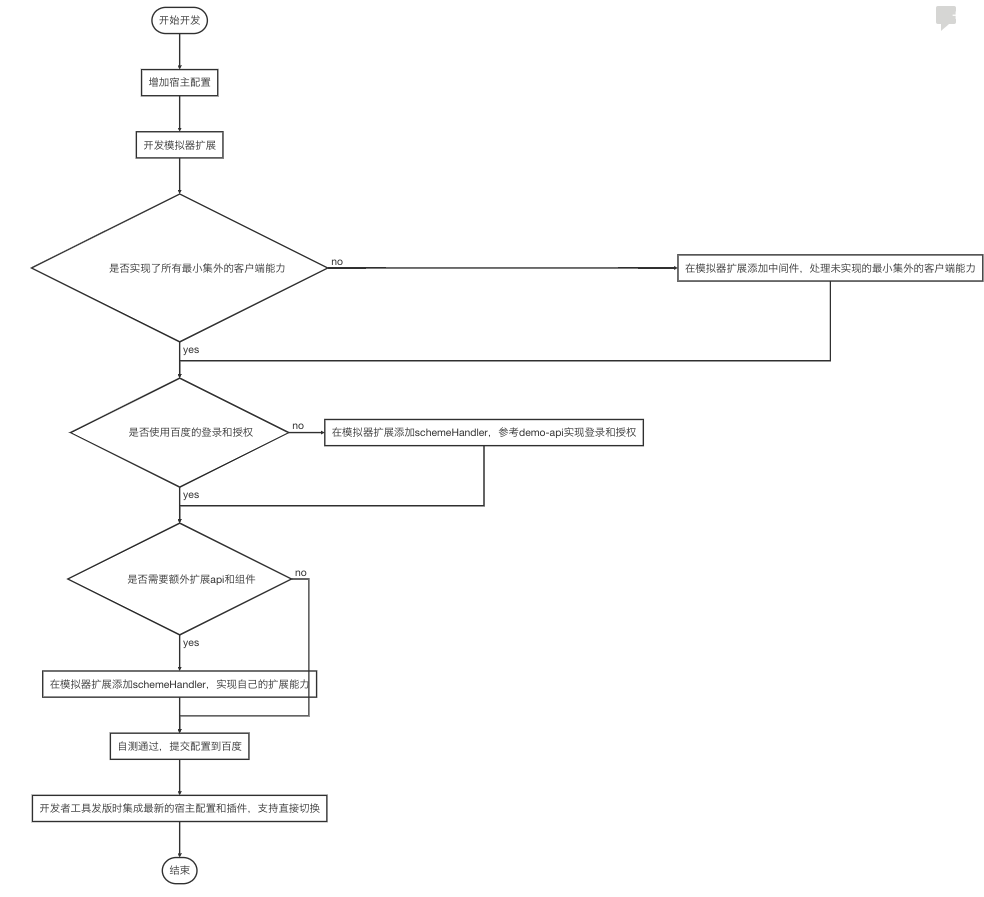 开始开发
增加宿主配置
开发模拟器扩展
是否实现了所有最小集外的客户端能力
no
在模拟器扩展添加中间件，处理未实现的最小集外的客户端能力
yes
是否使用百度的登录和授权
no
在模拟器扩展添加schemeHandler，参考demo-api实现登录和授权
yes
是否需要额外扩展api和组件
no
yes
在模拟器扩展添加schemeHandler，实现自己的扩展能力
自测通过，提交配置到百度
开发者工具发版时集成最新的宿主配置和插件，支持直接切换
结束